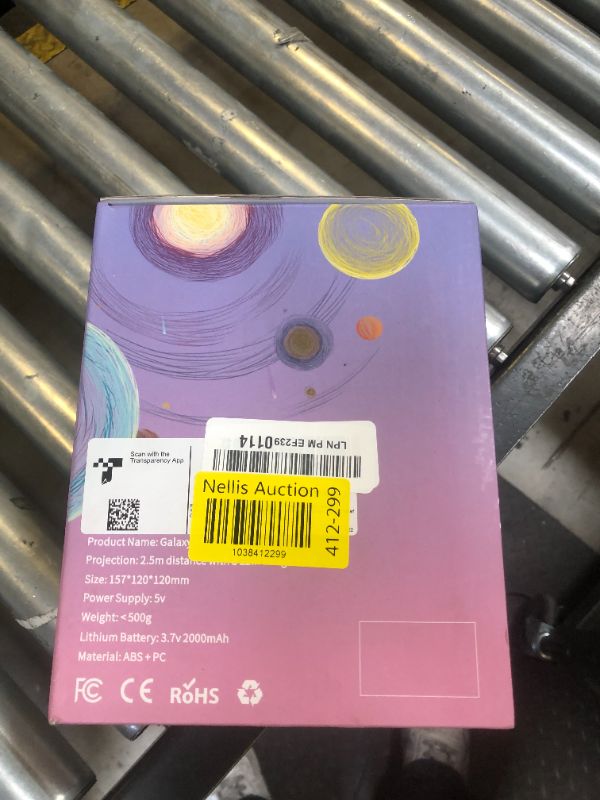 LPN PM EF2390114
Scan with the
Transparency App
T
Nellis Auction
1038412299
412-299
Product Name: Galaxy
Projection: 2.5m distance
Size: 157*120*120mm
Power Supply: 5v
Weight: <500g
Lithium Battery: 3.7v 2000mAh
Material: ABS + PC
FC CE RoHS